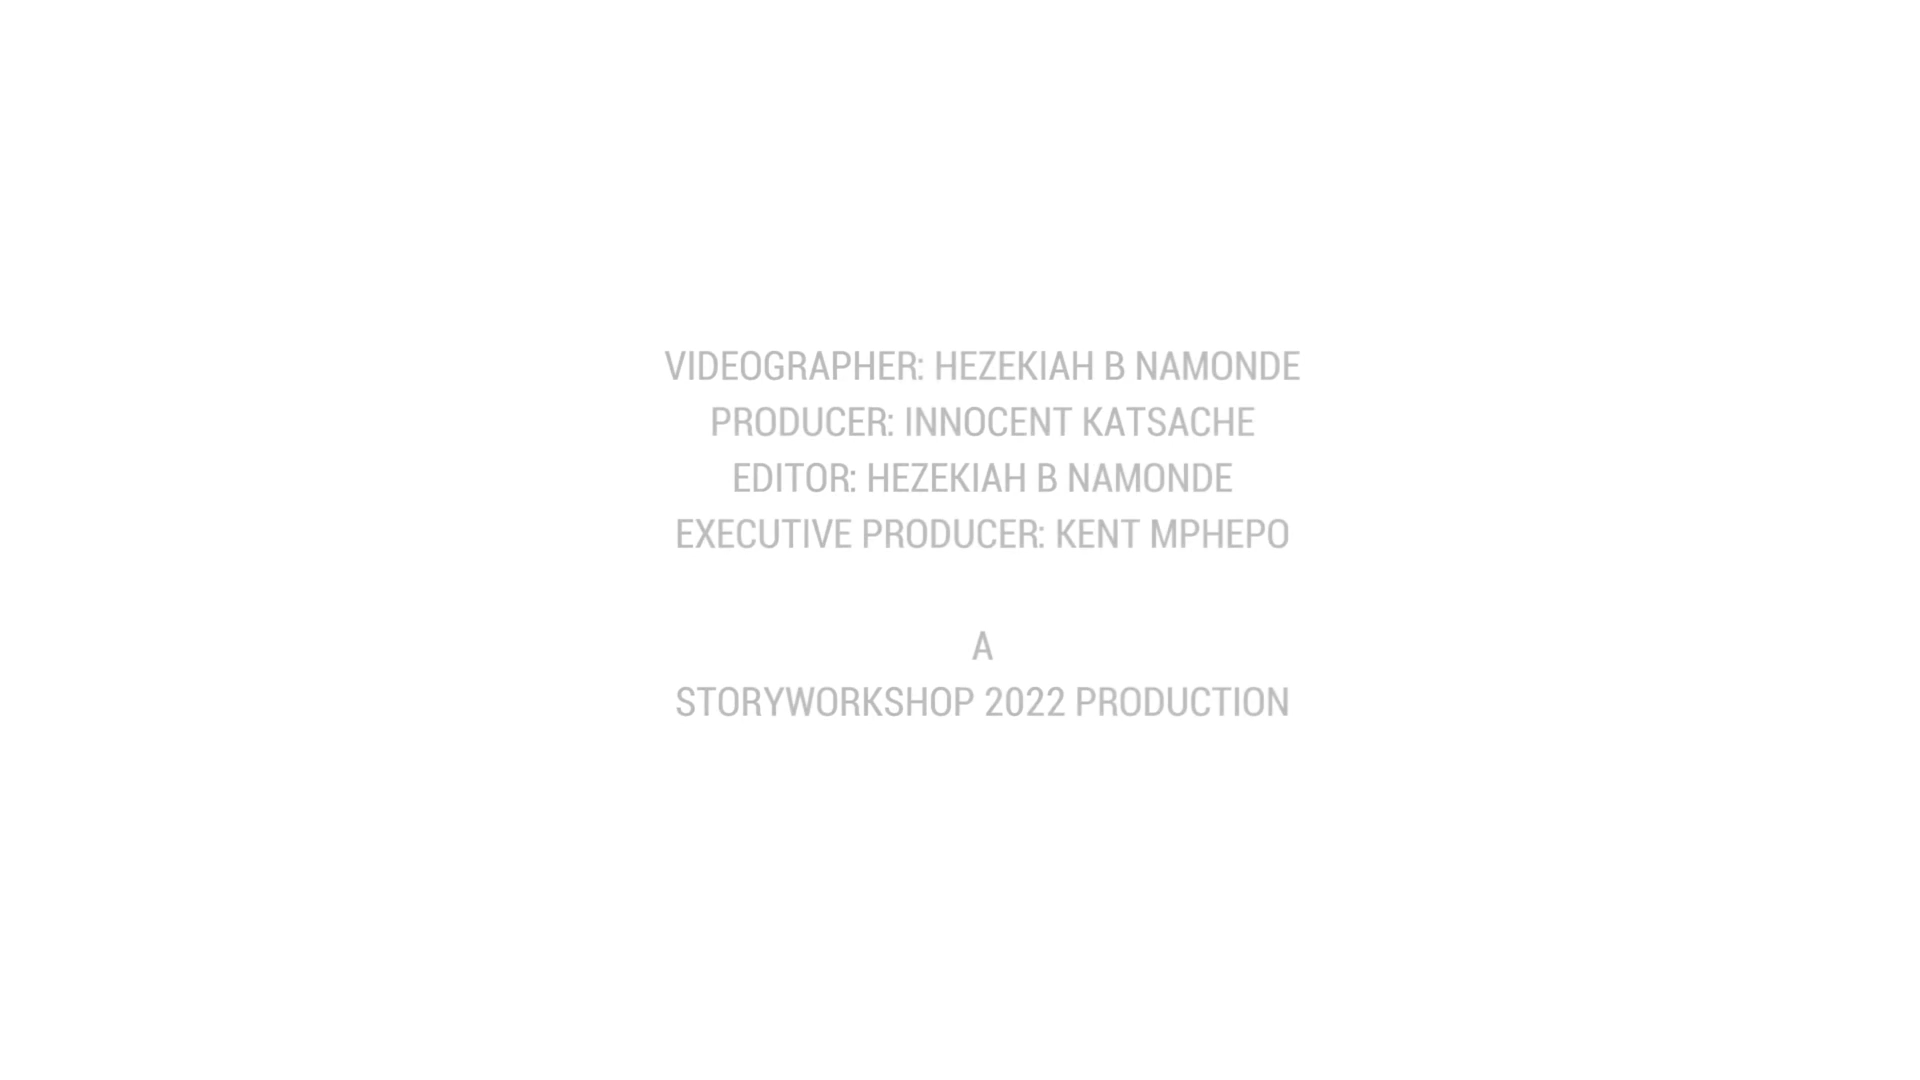 VIDEOGRAPHER: HEZEKIAH B NAMONDE
PRODUCER: INNOCENT KATSACHE
EDITOR: HEZEKIAH B NAMONDE
EXECUTIVE PRODUCER: KENT MPHEPO
A
STORYWORKSHOP 2022 PRODUCTION